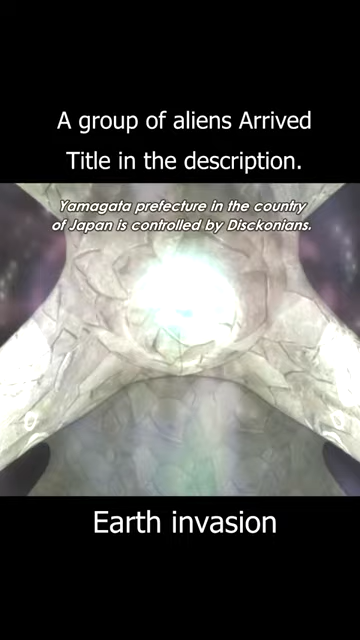 A group of aliens Arrived
Title in the description.
Yamagata prefecture in the country
of Japan is controlled by Disckonians.
Earth invasion